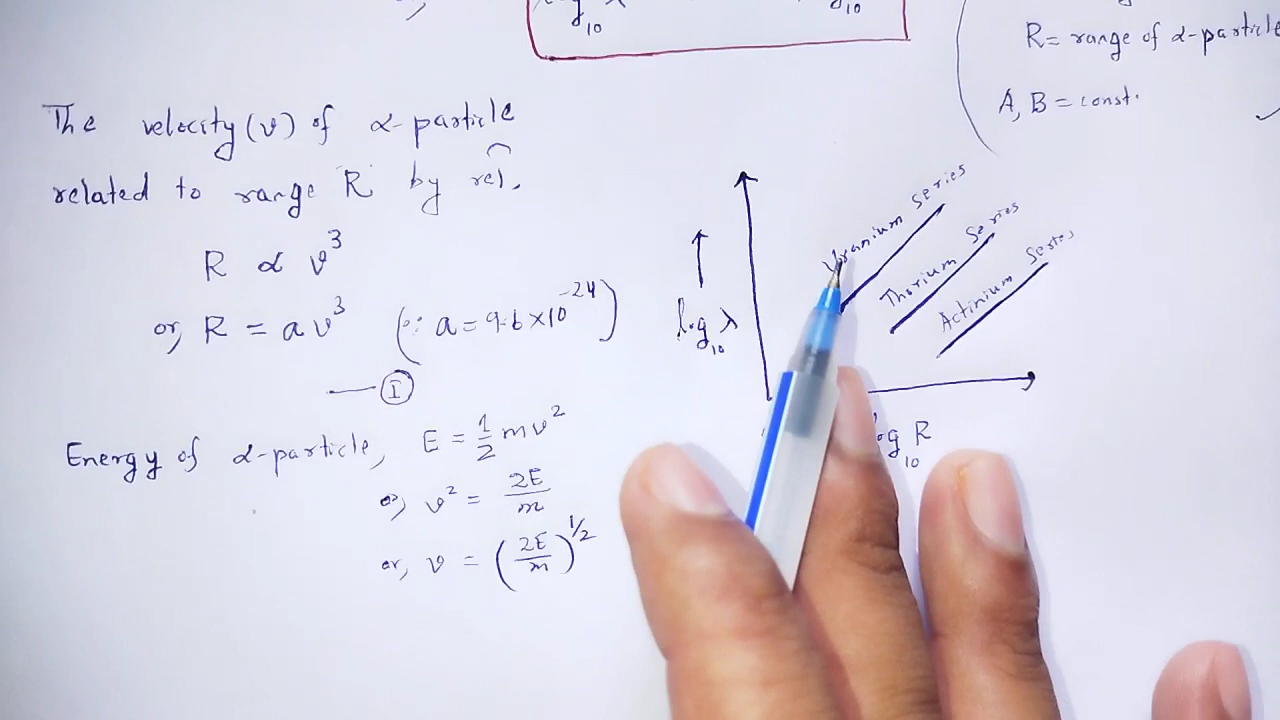 log₁₀ λ
log₁₀
R = range of α-particle
A, B = const.
The velocity (v) of α-particle
related to range R by rel.
R ∝ v³
or, R = av³ (∵ a = 9.6×10⁻²⁴)
— Ⓘ
Energy of α-particle, E = ½mv²
or, v² = 2E/m
or, v = (2E/m)^½
Uranium series
Thorium Series
Actinium Series
log₁₀ λ
log₁₀ R